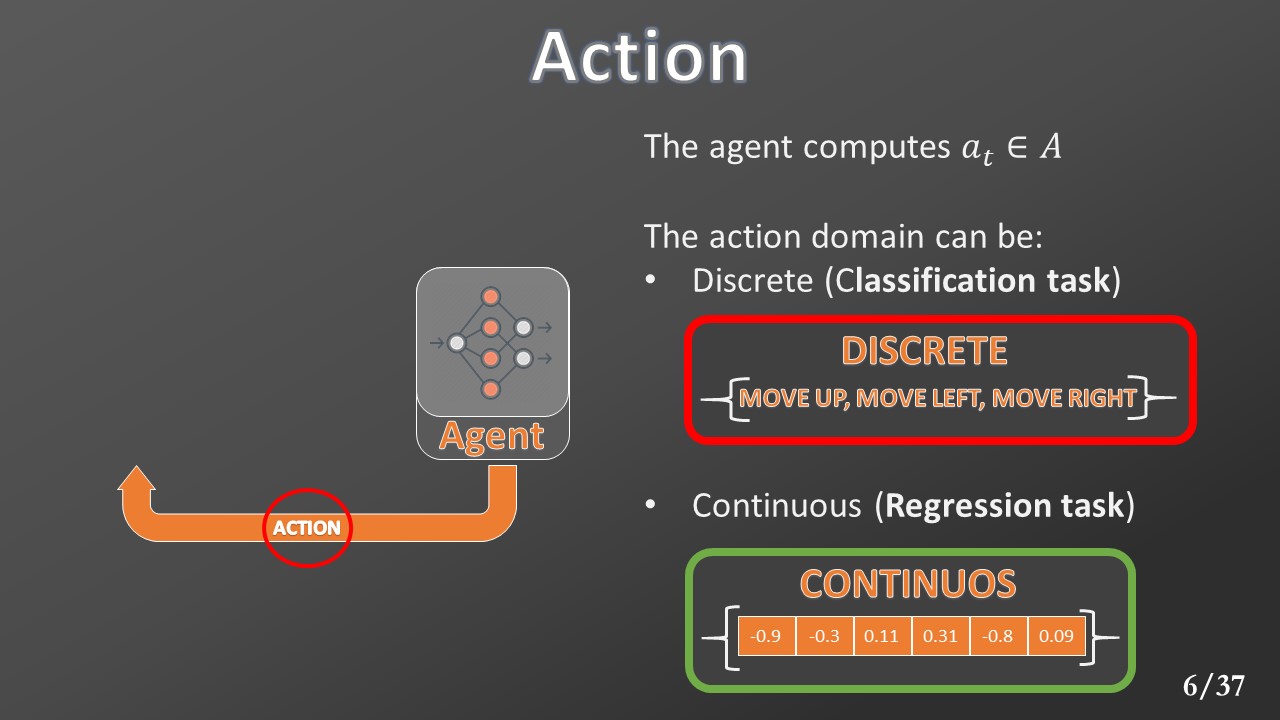 Action
The agent computes 𝑎ₜ ∈ 𝐴
The action domain can be:
• Discrete (Classification task)
DISCRETE
{MOVE UP, MOVE LEFT, MOVE RIGHT}
Agent
ACTION
• Continuous (Regression task)
CONTINUOS
{-0.9 -0.3 0.11 0.31 -0.8 0.09}
6/37